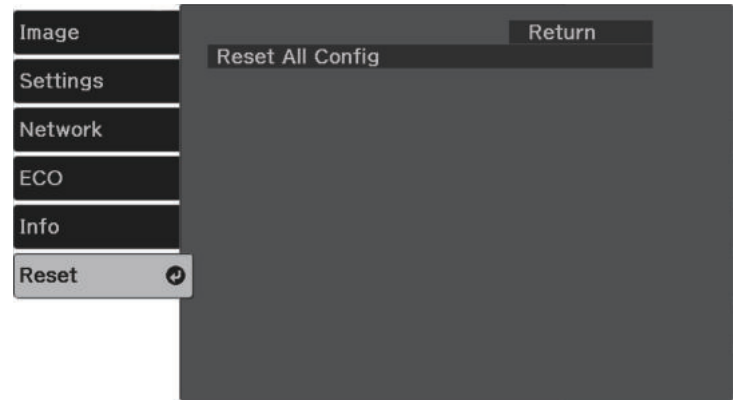 Image
Settings
Network
ECO
Info
Reset
Return
Reset All Config